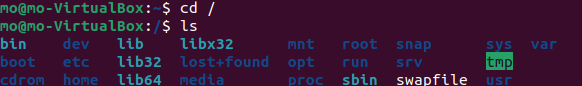 mo@mo-VirtualBox:~$ cd /
mo@mo-VirtualBox:/$ ls
bin dev lib libx32 mnt root snap sys var
boot etc lib32 lost+found opt run srv tmp
cdrom home lib64 media proc sbin swapfile usr